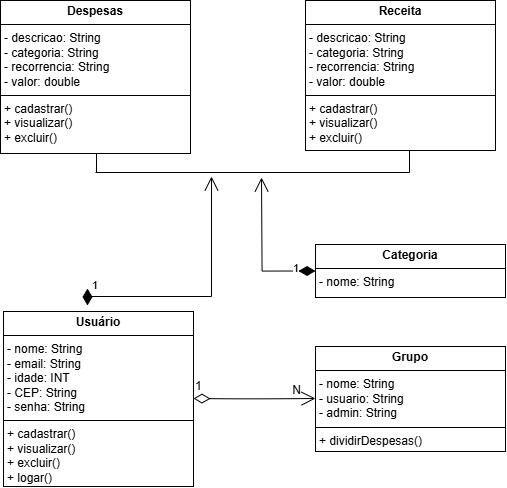 Despesas
- descricao: String
- categoria: String
- recorrencia: String
- valor: double
+ cadastrar()
+ visualizar()
+ excluir()
Receita
- descricao: String
- categoria: String
- recorrencia: String
- valor: double
+ cadastrar()
+ visualizar()
+ excluir()
1
1
Categoria
- nome: String
Usuário
- nome: String
- email: String
- idade: INT
- CEP: String
- senha: String
+ cadastrar()
+ visualizar()
+ excluir()
+ logar()
1
N
Grupo
- nome: String
- usuario: String
- admin: String
+ dividirDespesas()